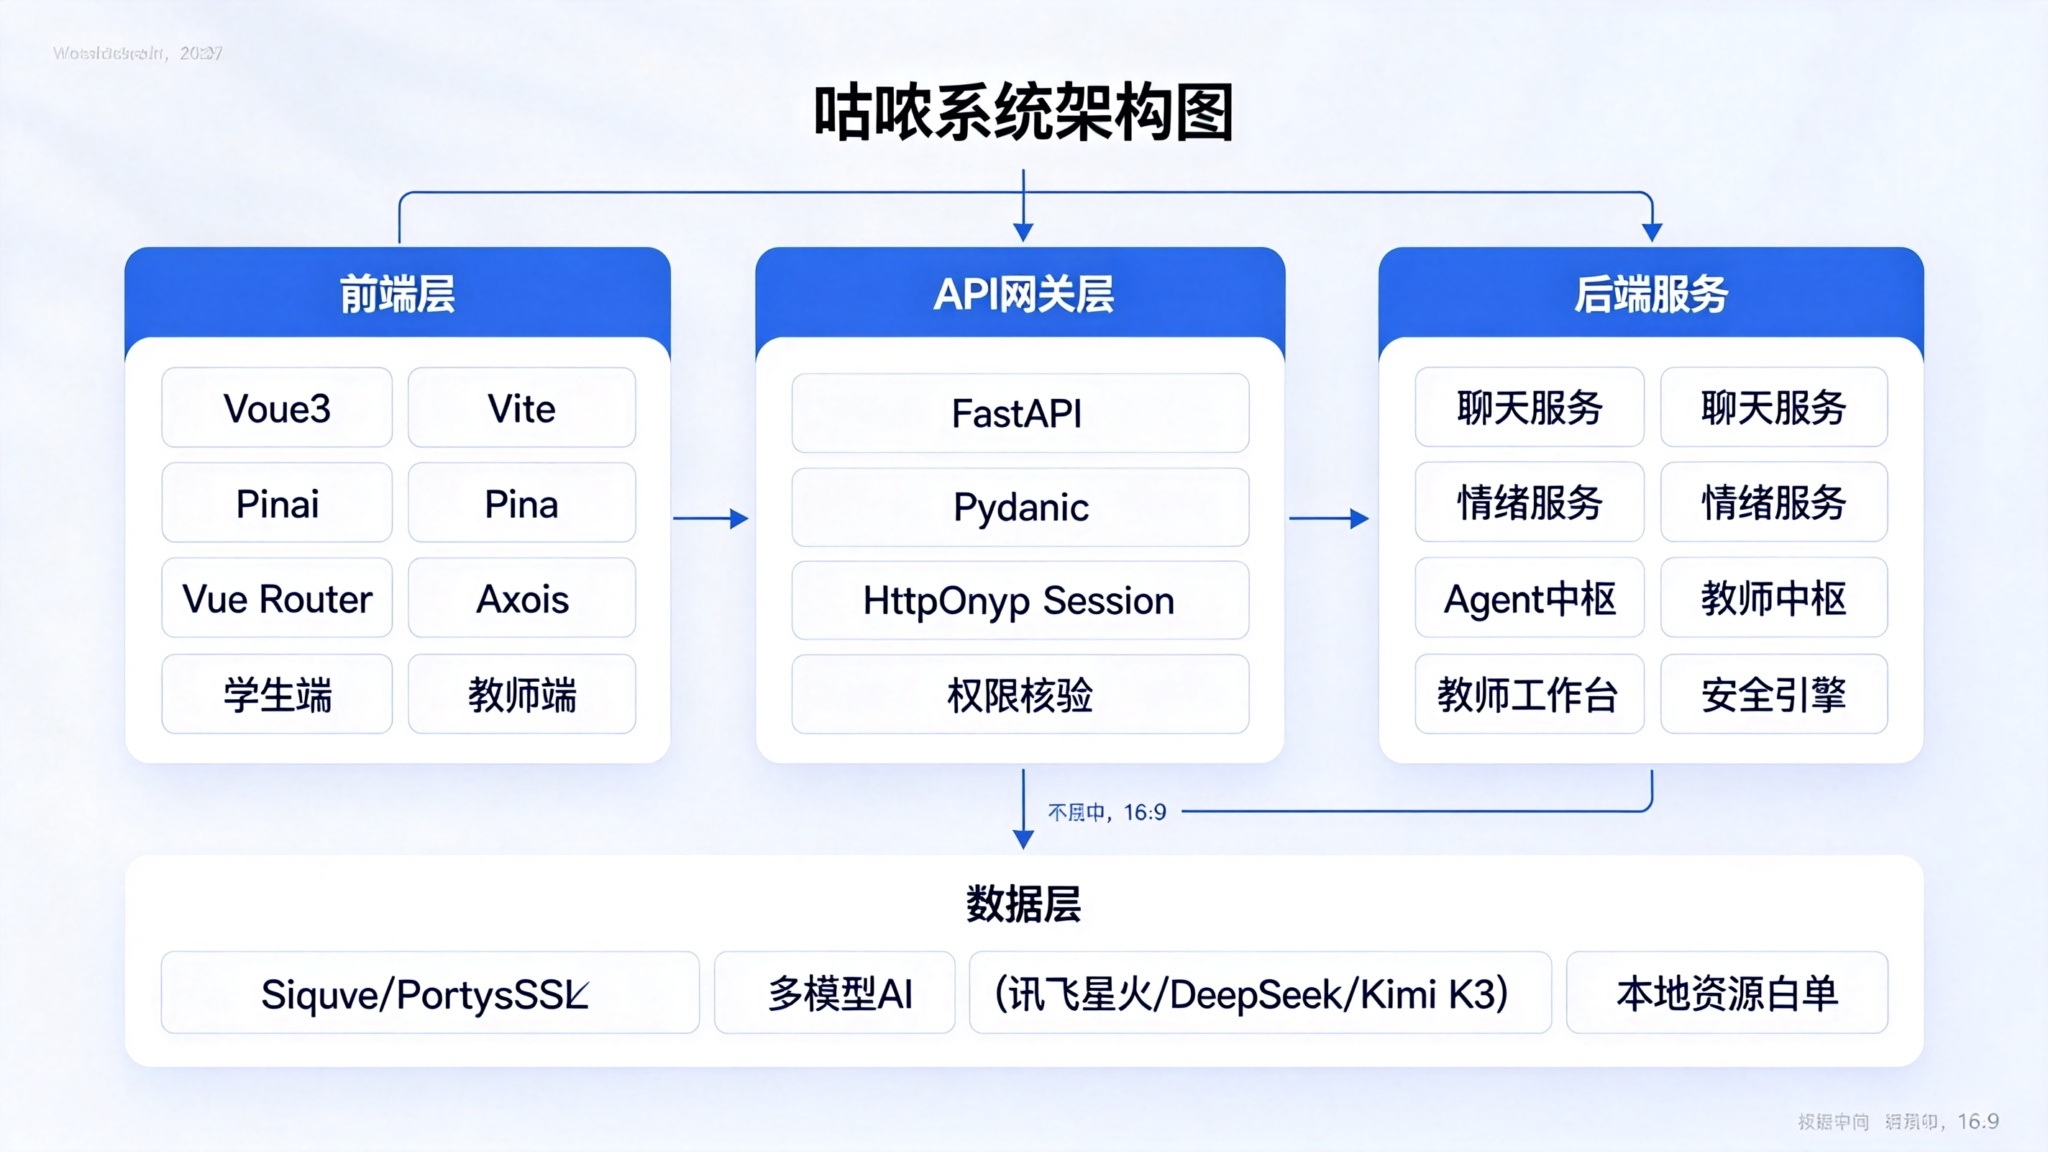 咕哝系统架构图
前端层
Voue3
Vite
Pinai
Pina
Vue Router
Axois
学生端
教师端
API网关层
FastAPI
Pydanic
HttpOnyp Session
权限核验
后端服务
聊天服务
聊天服务
情绪服务
情绪服务
Agent中枢
教师中枢
教师工作台
安全引擎
中, 16:9
数据层
Siquve/PortysSSL
多模型AI
(讯飞星火/DeepSeek/Kimi K3)
本地资源白单
16:9